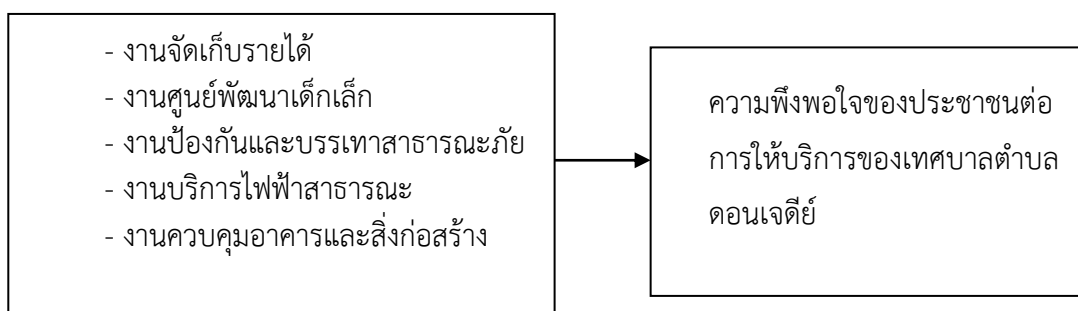 - งานจัดเก็บรายได้
- งานศูนย์พัฒนาเด็กเล็ก
- งานป้องกันและบรรเทาสาธารณะภัย
- งานบริการไฟฟ้าสาธารณะ
- งานควบคุมอาคารและสิ่งก่อสร้าง
ความพึงพอใจของประชาชนต่อ
การให้บริการของเทศบาลตำบล
ดอนเจดีย์